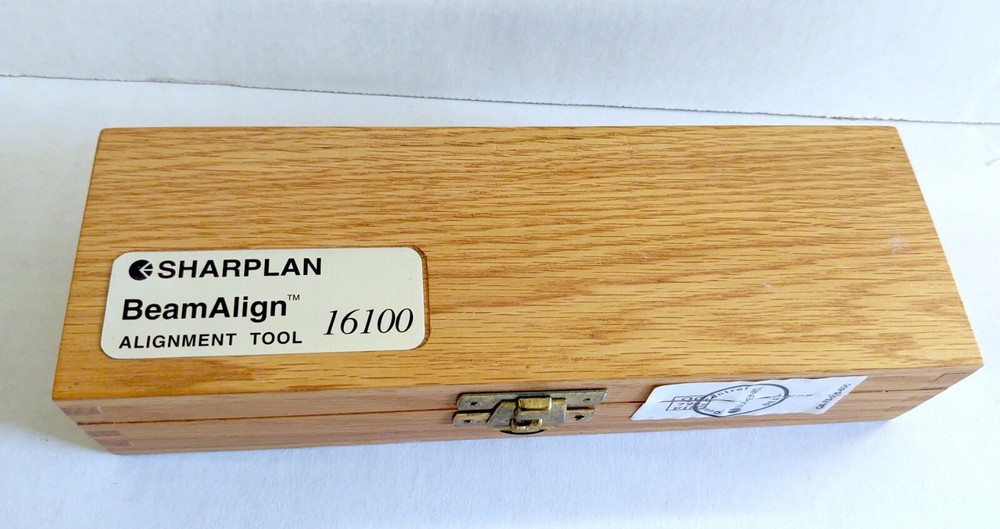 SHARPLAN
BeamAlign™
ALIGNMENT TOOL
16100